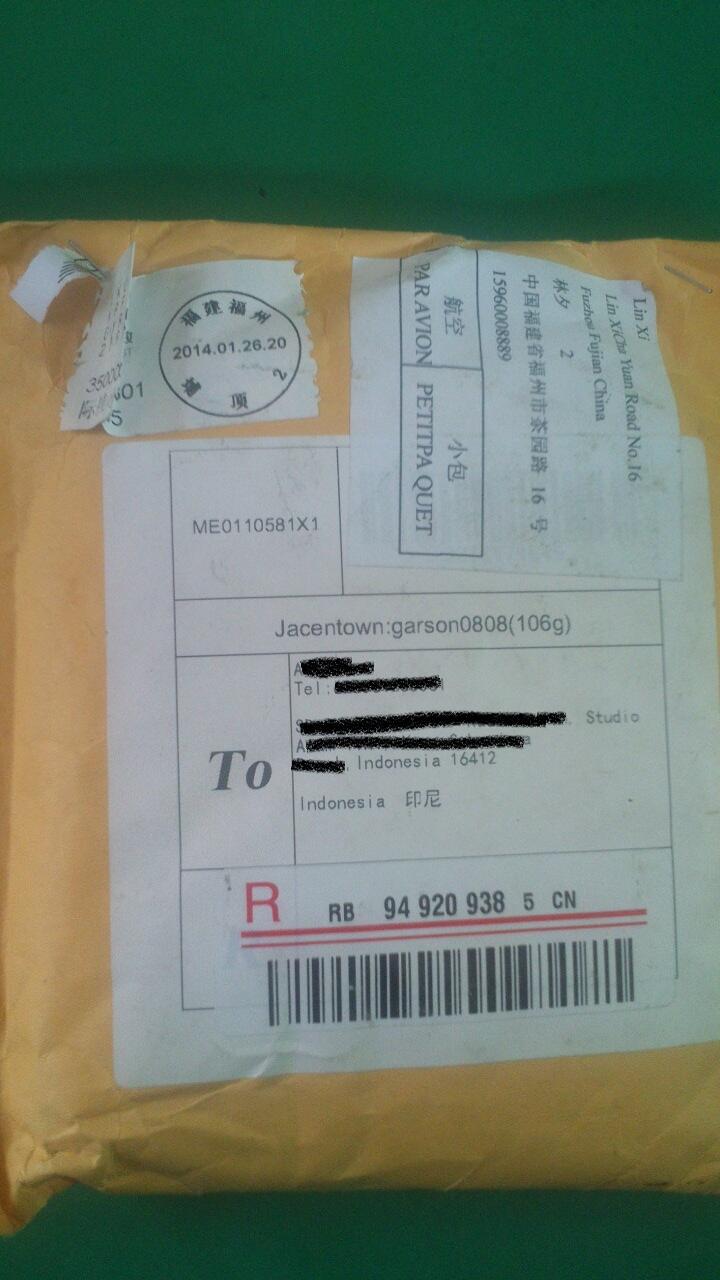 福建福州
2014.01.26.20
2
01
5
Lin Xi
Lin XiCha Yuan Road No.16
Fuzhou Fujian China
林夕 2
中国福建省福州市茶园路 16 号
15960008889
航空 小包
PAR AVION PETITPA QUET
ME0110581X1
Jacentown:garson0808(106g)
Tel:
Studio
Indonesia 16412
Indonesia 印尼
To
R RB 94 920 938 5 CN